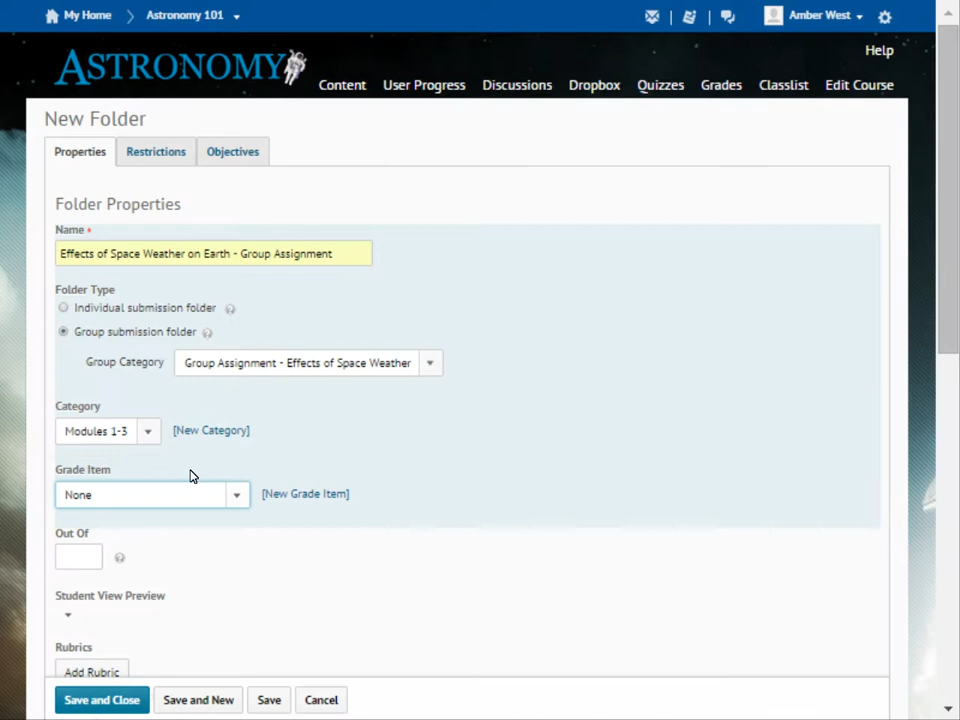 My Home
Astronomy 101
Amber West
Help
ASTRONOMY
Content User Progress Discussions Dropbox Quizzes Grades Classlist Edit Course
New Folder
Properties Restrictions Objectives
Folder Properties
Name *
Effects of Space Weather on Earth - Group Assignment
Folder Type
Individual submission folder ?
Group submission folder ?
Group Category Group Assignment - Effects of Space Weather
Category
Modules 1-3 [New Category]
Grade Item
None [New Grade Item]
Out Of
?
Student View Preview
Rubrics
Add Rubric
Save and Close Save and New Save Cancel